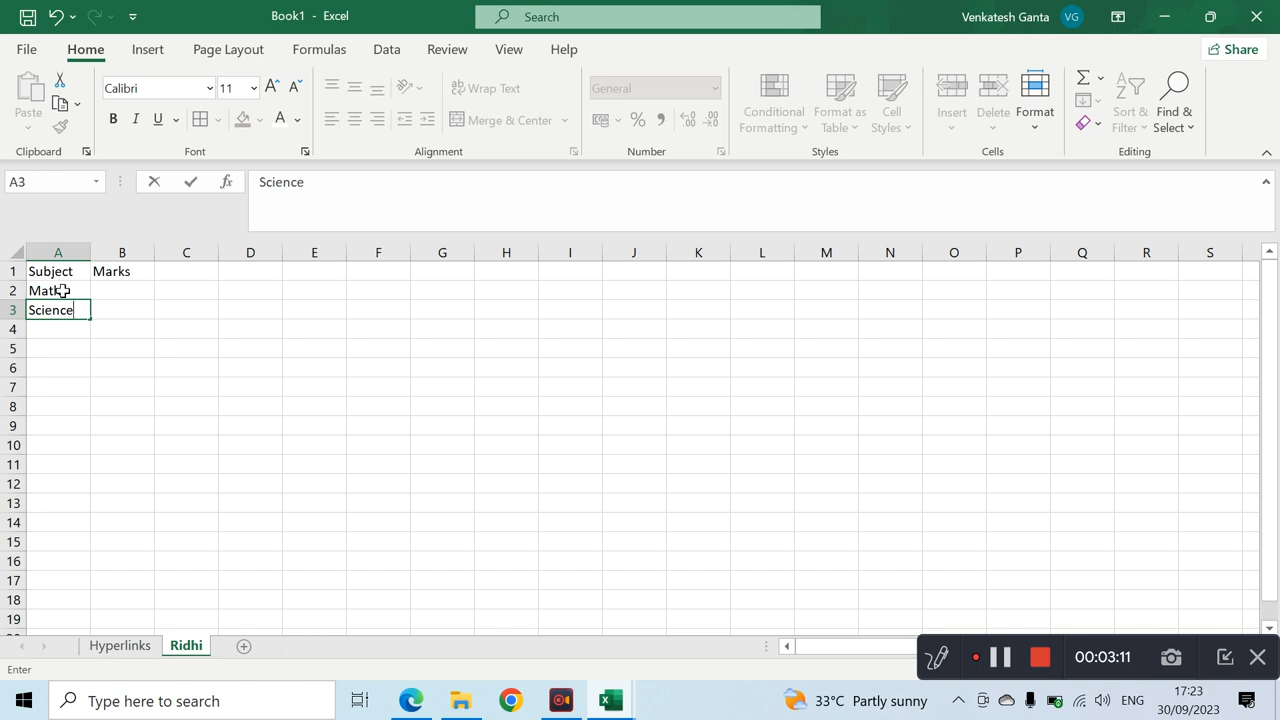 Book1 - Excel
Search
Venkatesh Ganta
VG
File
Home
Insert
Page Layout
Formulas
Data
Review
View
Help
Share
Paste
Calibri
11
B
I
U
Wrap Text
Merge & Center
General
%
Conditional
Formatting
Format as
Table
Cell
Styles
Insert
Delete
Format
Sort &
Filter
Find &
Select
Clipboard
Font
Alignment
Number
Styles
Cells
Editing
A3
fx
Science
A B C D E F G H I J K L M N O P Q R S
1 Subject Marks
2
3 Science
4
5
6
7
8
9
10
11
12
13
14
15
16
17
18
19
Hyperlinks
Ridhi
Enter
00:03:11
Type here to search
33°C Partly sunny
ENG
17:23
30/09/2023